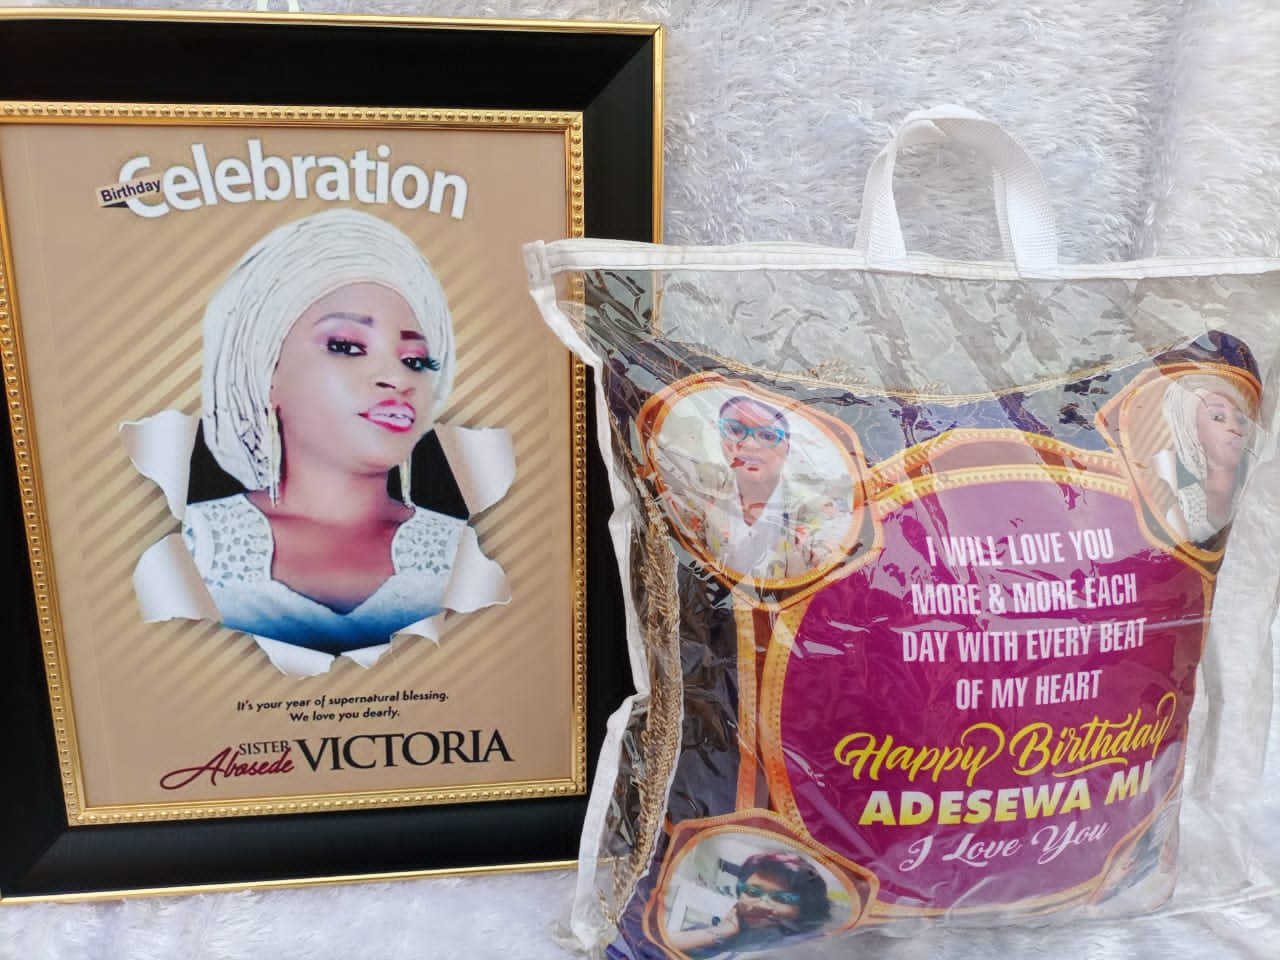 Birthday Celebration
It's your year of supernatural blessing.
We love you dearly.
SISTER
Abosede VICTORIA
I WILL LOVE YOU
MORE & MORE EACH
DAY WITH EVERY BEAT
OF MY HEART
Happy Birthday
ADESEWA MI
I Love You